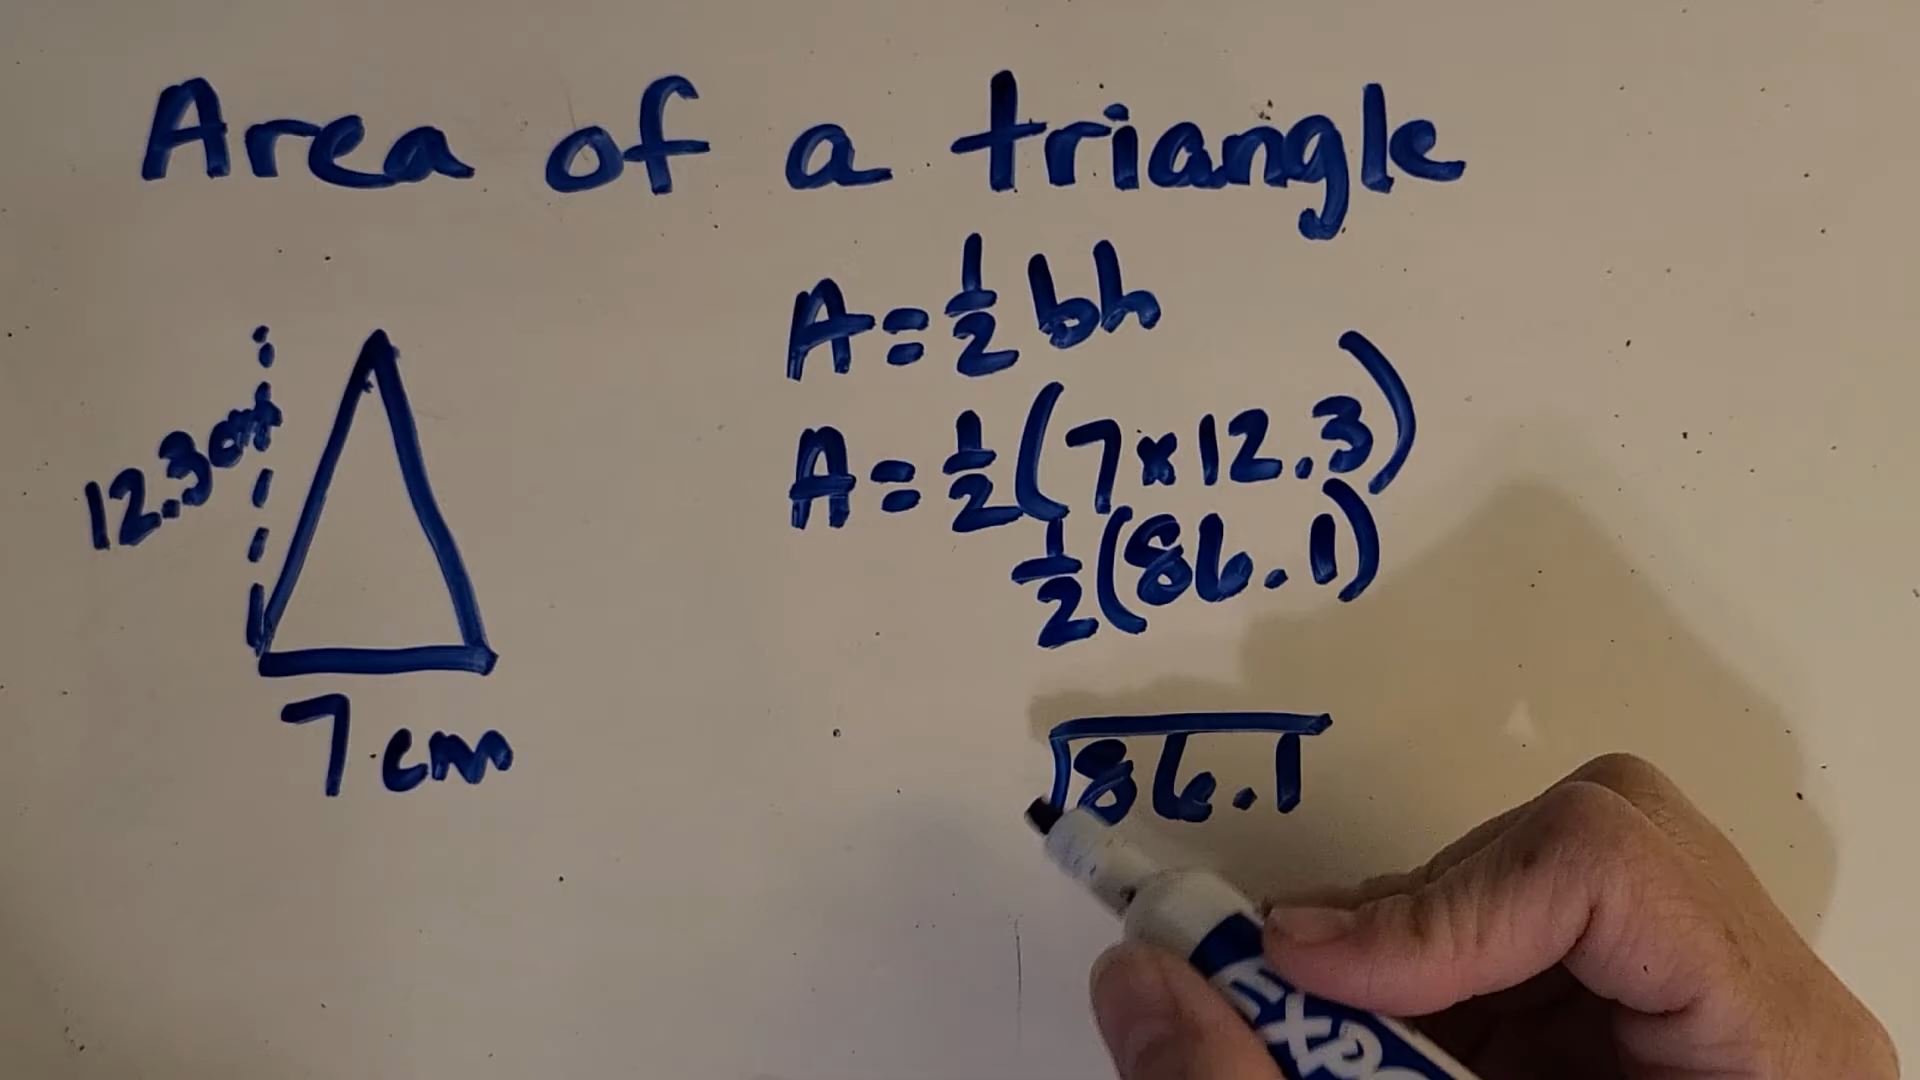 Area of a triangle
A = 1/2 bh
A = 1/2 (7 x 12.3)
1/2 (86.1)
12.3 cm
7 cm
86.1